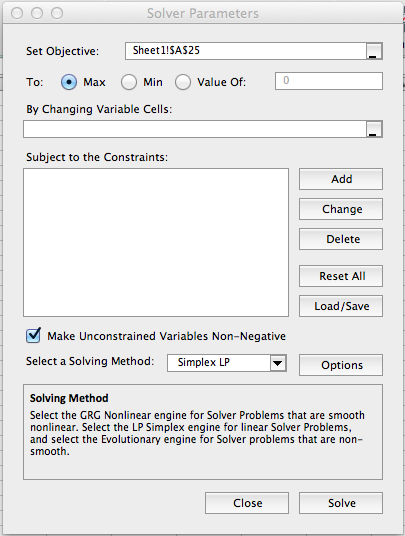 Solver Parameters
Set Objective: Sheet1!$A$25
To: Max Min Value Of: 0
By Changing Variable Cells:
Subject to the Constraints:
Add
Change
Delete
Reset All
Load/Save
Make Unconstrained Variables Non-Negative
Select a Solving Method: Simplex LP Options
Solving Method
Select the GRG Nonlinear engine for Solver Problems that are smooth
nonlinear. Select the LP Simplex engine for linear Solver Problems,
and select the Evolutionary engine for Solver problems that are non-
smooth.
Close Solve